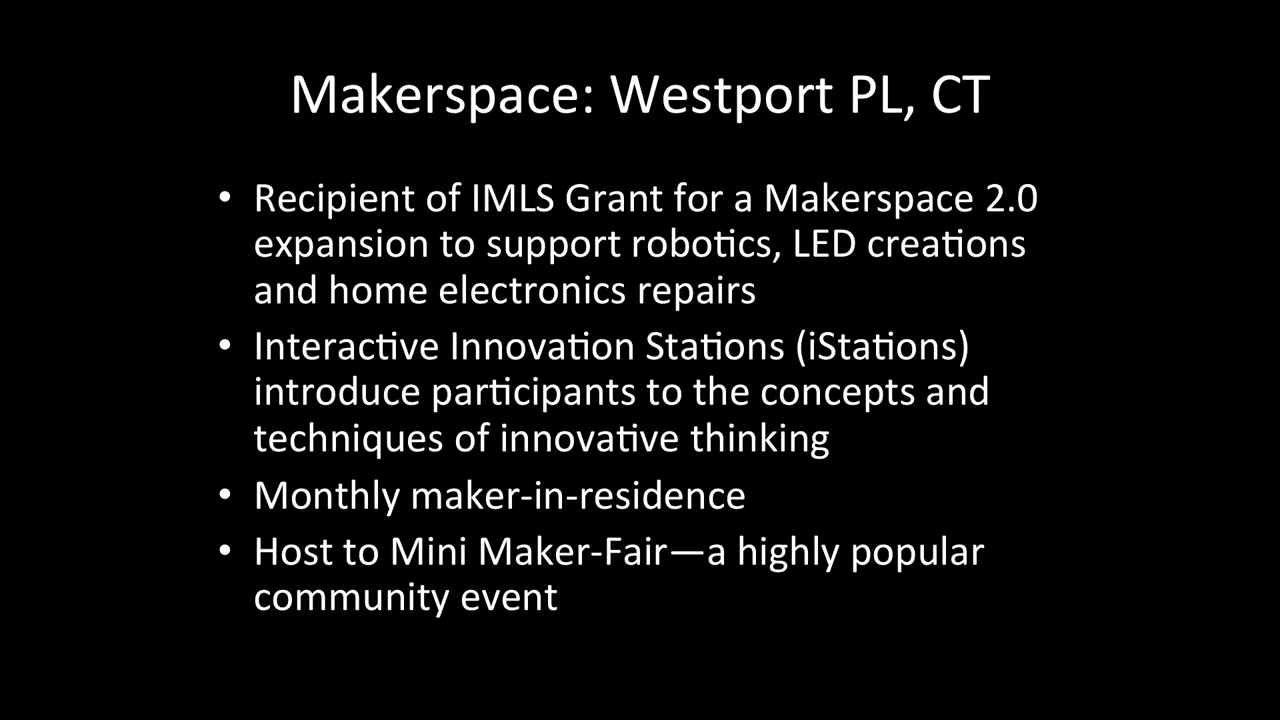 Makerspace: Westport PL, CT
• Recipient of IMLS Grant for a Makerspace 2.0
expansion to support robotics, LED creations
and home electronics repairs
• Interactive Innovation Stations (iStations)
introduce participants to the concepts and
techniques of innovative thinking
• Monthly maker-in-residence
• Host to Mini Maker-Fair—a highly popular
community event